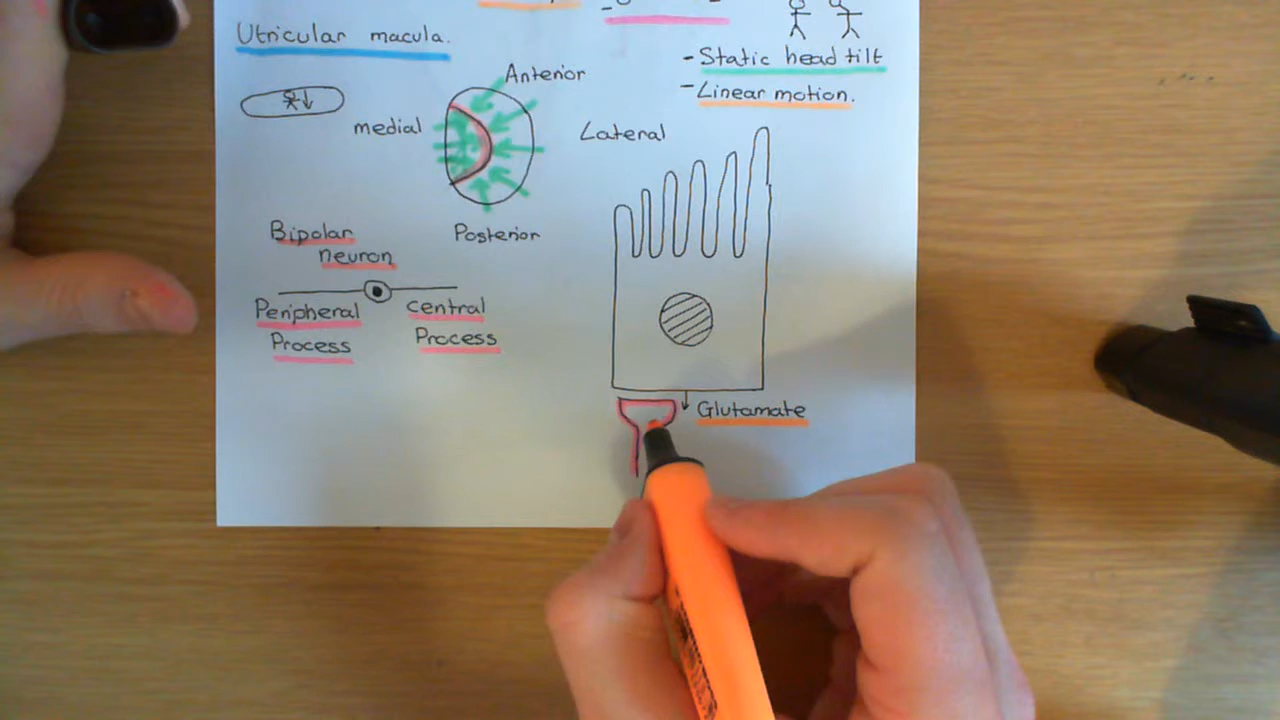 Utricular macula.
Anterior
medial
Lateral
Posterior
- Static head tilt
- Linear motion.
Bipolar
neuron
Peripheral
Process
central
Process
Glutamate